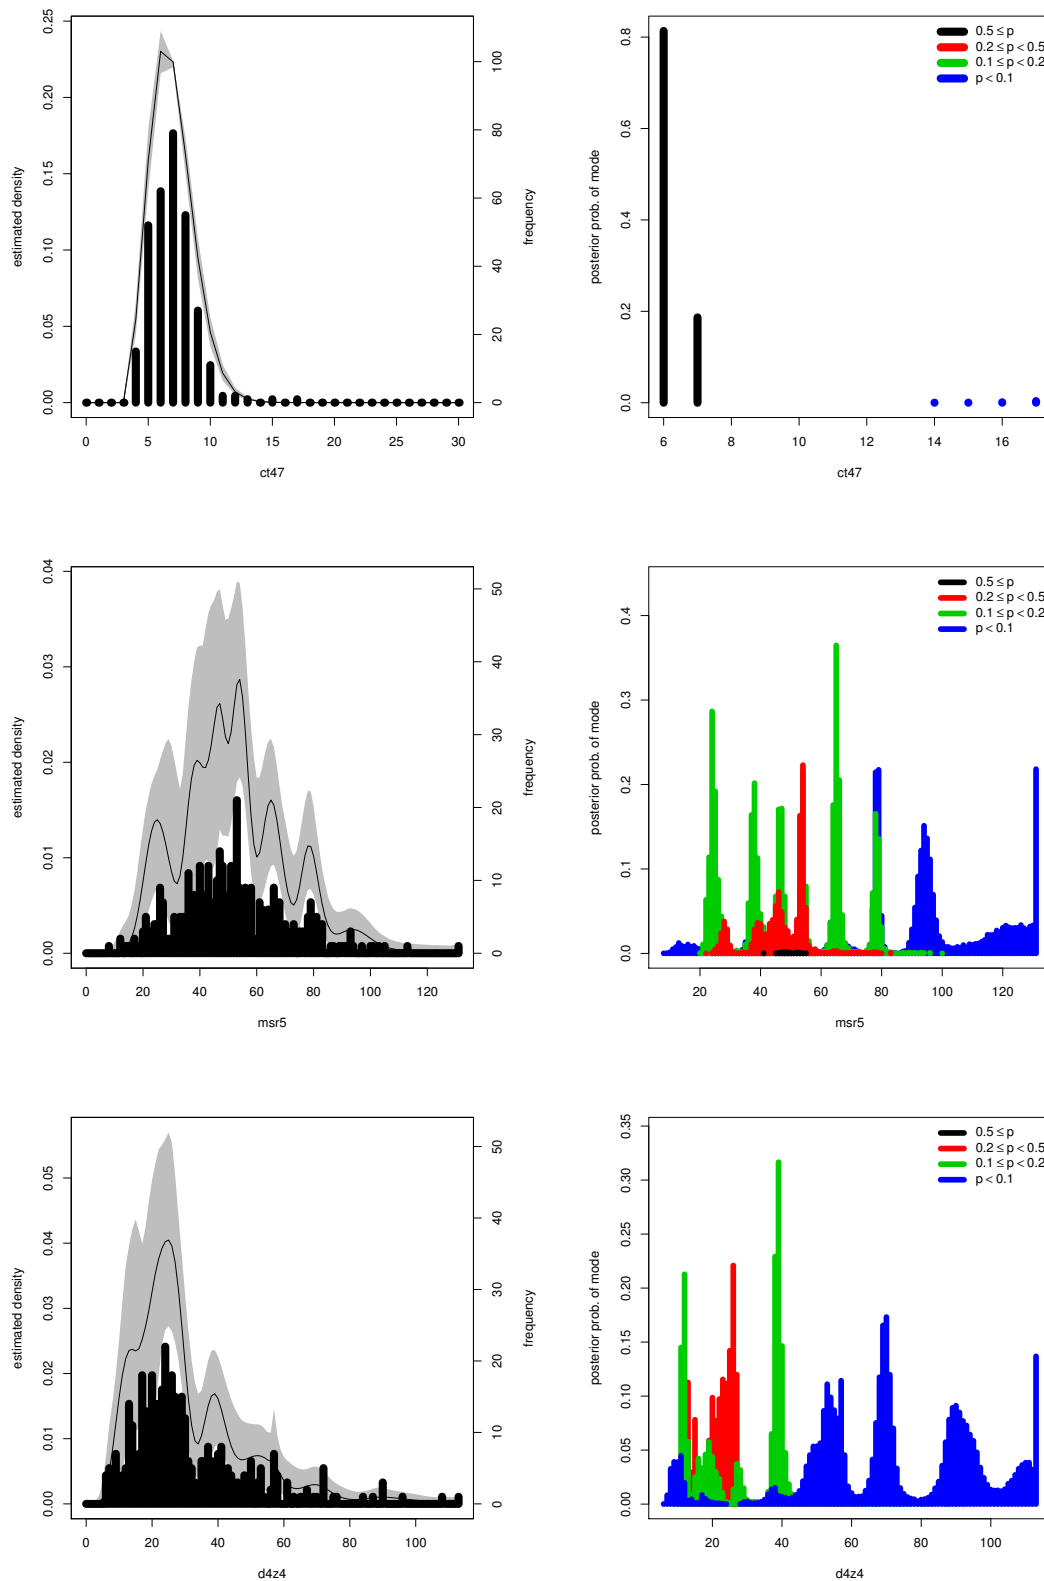 0.00 0.05 0.10 0.15 0.20 0.25
estimated density
0 20 40 60 80 100
frequency
0 5 10 15 20 25 30
ct47
0.0 0.2 0.4 0.6 0.8
posterior prob. of mode
0.5 ≤ p
0.2 ≤ p < 0.5
0.1 ≤ p < 0.2
p < 0.1
6 8 10 12 14 16
ct47
0.00 0.01 0.02 0.03 0.04
estimated density
0 10 20 30 40 50
frequency
0 20 40 60 80 100 120
msr5
0.0 0.1 0.2 0.3 0.4
posterior prob. of mode
0.5 ≤ p
0.2 ≤ p < 0.5
0.1 ≤ p < 0.2
p < 0.1
20 40 60 80 100 120
msr5
0.00 0.01 0.02 0.03 0.04 0.05
estimated density
0 10 20 30 40 50
frequency
0 20 40 60 80 100
d4z4
0.00 0.05 0.10 0.15 0.20 0.25 0.30 0.35
posterior prob. of mode
0.5 ≤ p
0.2 ≤ p < 0.5
0.1 ≤ p < 0.2
p < 0.1
20 40 60 80 100
d4z4